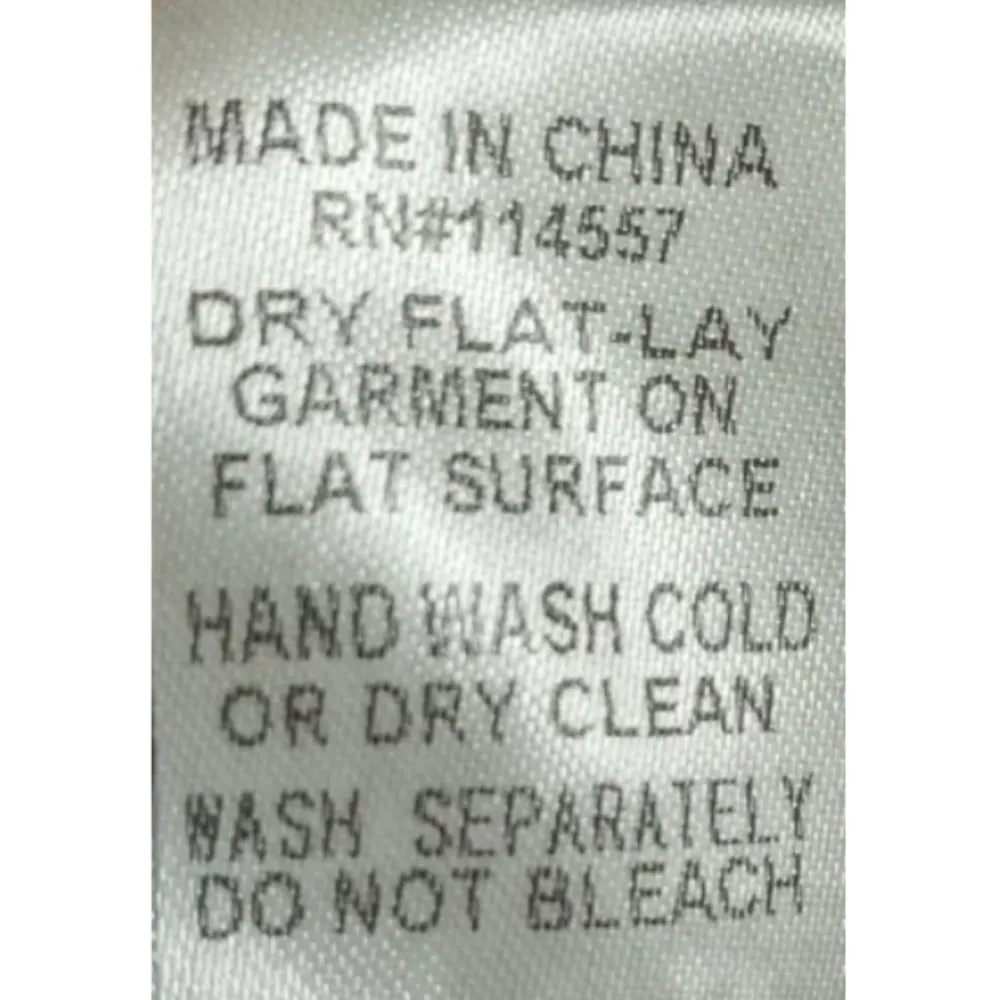 MADE IN CHINA
RN#114557
DRY FLAT-LAY
GARMENT ON
FLAT SURFACE
HAND WASH COLD
OR DRY CLEAN
WASH SEPARATELY
DO NOT BLEACH